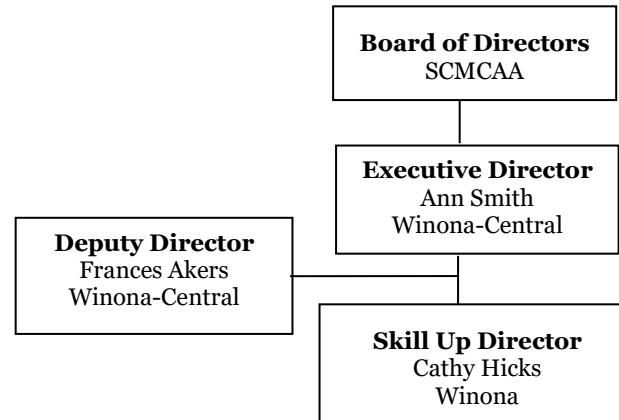 Board of Directors
SCMCAA
Executive Director
Ann Smith
Winona-Central
Deputy Director
Frances Akers
Winona-Central
Skill Up Director
Cathy Hicks
Winona